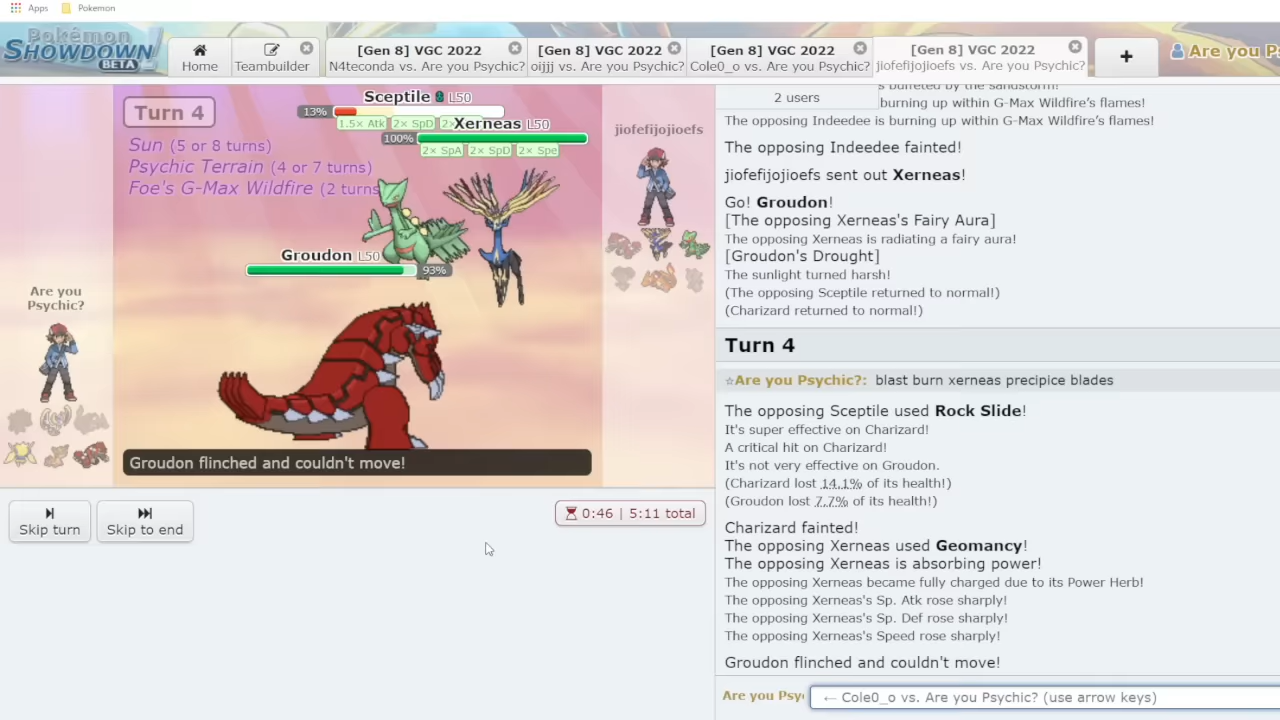 Apps
Pokemon
Pokémon
SHOWDOWN!
BETA
Home
Teambuilder
[Gen 8] VGC 2022
N4teconda vs. Are you Psychic?
[Gen 8] VGC 2022
oijjj vs. Are you Psychic?
[Gen 8] VGC 2022
Cole0_o vs. Are you Psychic?
[Gen 8] VGC 2022
jiofefijojioefs vs. Are you Psychic?
+
Are you P
Turn 4
Sun (5 or 8 turns)
Psychic Terrain (4 or 7 turns)
Foe's G-Max Wildfire (2 turns
Sceptile L50
13%
1.5× Atk 2× SpD 2×
Xerneas L50
100%
2× SpA 2× SpD 2× Spe
Groudon L50
93%
Are you
Psychic?
jiofefijojioefs
Groudon flinched and couldn't move!
Skip turn
Skip to end
0:46 | 5:11 total
2 users
s buffeted by the sandstorm!
burning up within G-Max Wildfire's flames!
The opposing Indeedee is burning up within G-Max Wildfire's flames!
The opposing Indeedee fainted!
jiofefijojioefs sent out Xerneas!
Go! Groudon!
[The opposing Xerneas's Fairy Aura]
The opposing Xerneas is radiating a fairy aura!
[Groudon's Drought]
The sunlight turned harsh!
(The opposing Sceptile returned to normal!)
(Charizard returned to normal!)
Turn 4
☆Are you Psychic?: blast burn xerneas precipice blades
The opposing Sceptile used Rock Slide!
It's super effective on Charizard!
A critical hit on Charizard!
It's not very effective on Groudon.
(Charizard lost 14.1% of its health!)
(Groudon lost 7.7% of its health!)
Charizard fainted!
The opposing Xerneas used Geomancy!
The opposing Xerneas is absorbing power!
The opposing Xerneas became fully charged due to its Power Herb!
The opposing Xerneas's Sp. Atk rose sharply!
The opposing Xerneas's Sp. Def rose sharply!
The opposing Xerneas's Speed rose sharply!
Groudon flinched and couldn't move!
Are you Psy
← Cole0_o vs. Are you Psychic? (use arrow keys)